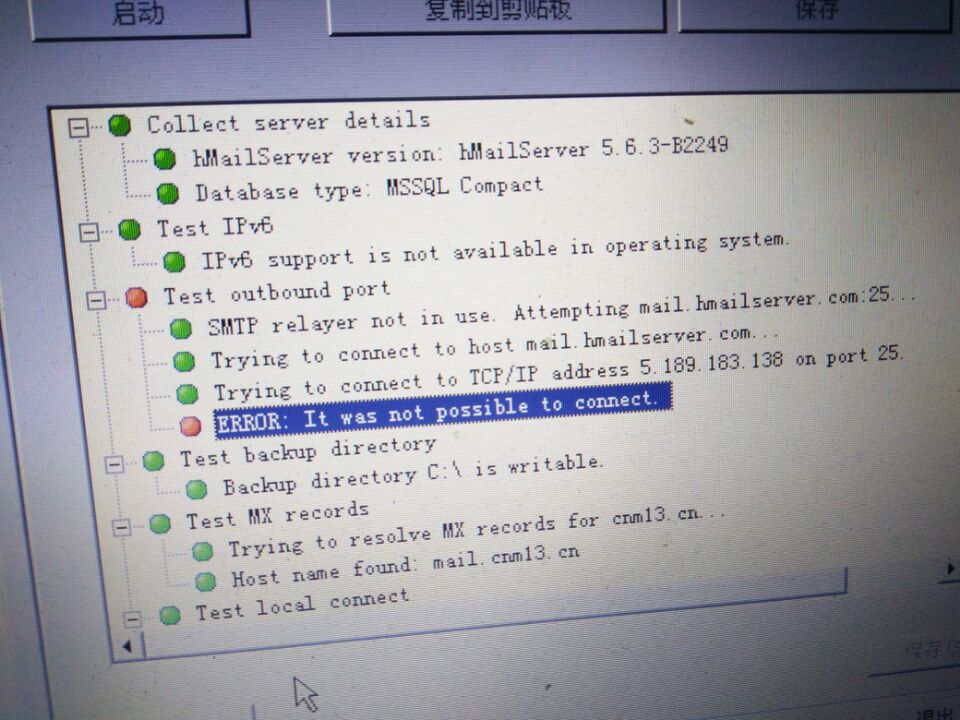 启动
复制到剪贴板
保存
Collect server details
hMailServer version: hMailServer 5.6.3-B2249
Database type: MSSQL Compact
Test IPv6
IPv6 support is not available in operating system.
Test outbound port
SMTP relayer not in use. Attempting mail.hmailserver.com:25...
Trying to connect to host mail.hmailserver.com...
Trying to connect to TCP/IP address 5.189.183.138 on port 25.
ERROR: It was not possible to connect.
Test backup directory
Backup directory C:\ is writable.
Test MX records
Trying to resolve MX records for cnm13.cn...
Host name found: mail.cnm13.cn
Test local connect
保存